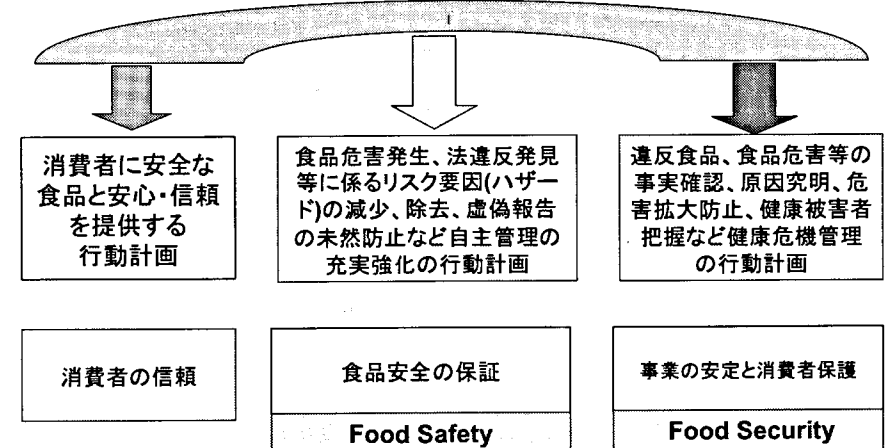 消費者に安全な
食品と安心・信頼
を提供する
行動計画
食品危害発生、法違反発見
等に係るリスク要因(ハザー
ド)の減少、除去、虚偽報告
の未然防止など自主管理の
充実強化の行動計画
違反食品、食品危害等の
事実確認、原因究明、危
害拡大防止、健康被害者
把握など健康危機管理
の行動計画
消費者の信頼
食品安全の保証
Food Safety
事業の安定と消費者保護
Food Security